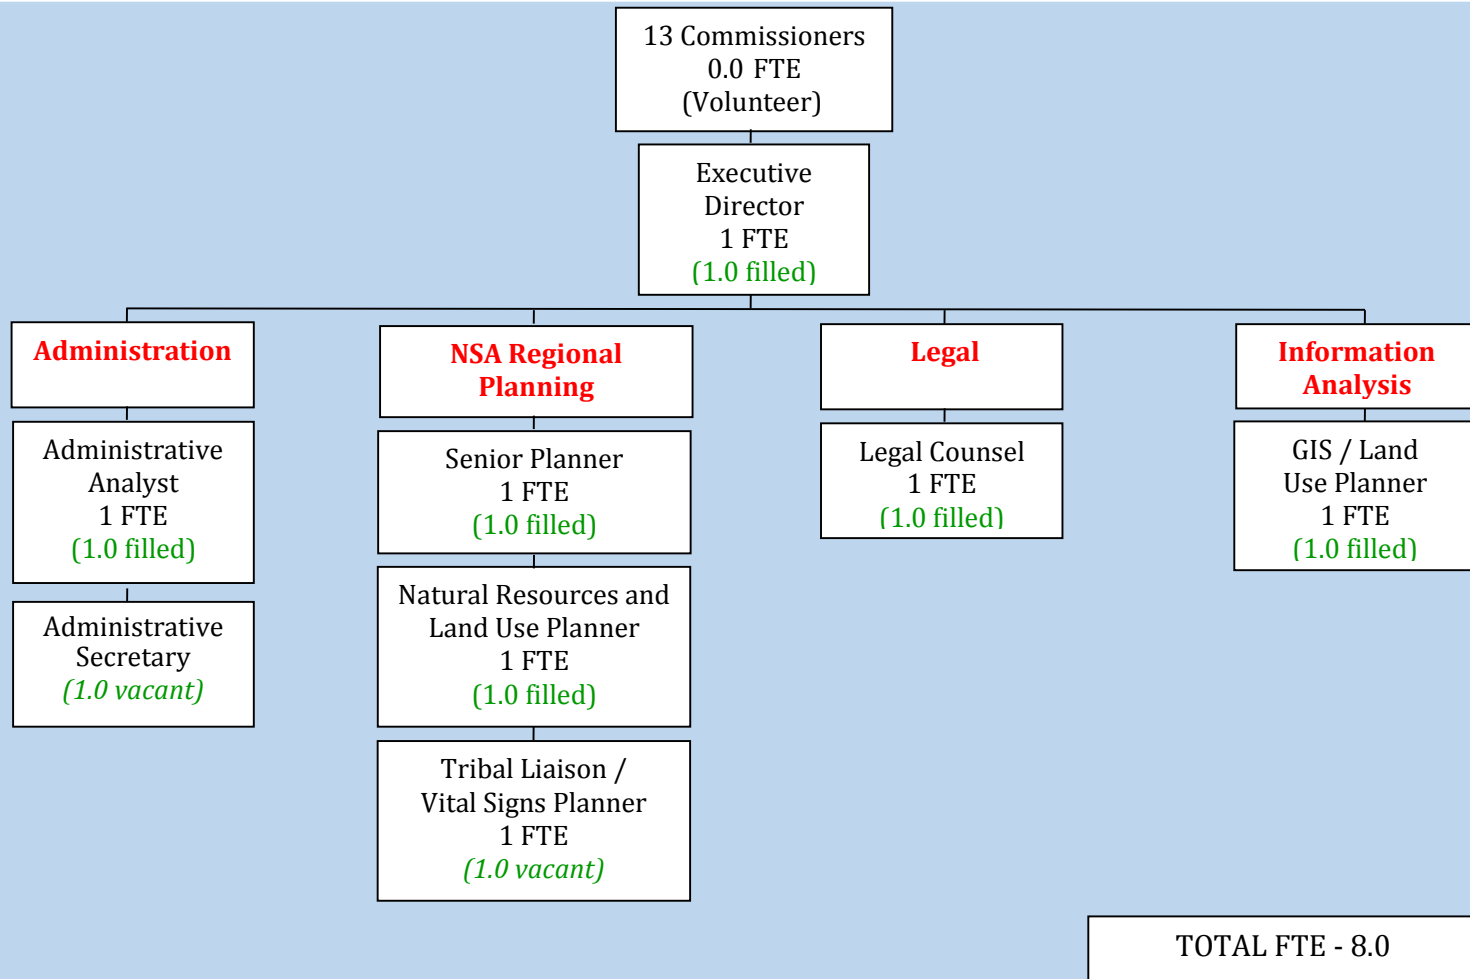 13 Commissioners
0.0 FTE
(Volunteer)
Executive
Director
1 FTE
(1.0 filled)
Administration
Administrative
Analyst
1 FTE
(1.0 filled)
Administrative
Secretary
(1.0 vacant)
NSA Regional
Planning
Senior Planner
1 FTE
(1.0 filled)
Natural Resources and
Land Use Planner
1 FTE
(1.0 filled)
Tribal Liaison /
Vital Signs Planner
1 FTE
(1.0 vacant)
Legal
Legal Counsel
1 FTE
(1.0 filled)
Information
Analysis
GIS / Land
Use Planner
1 FTE
(1.0 filled)
TOTAL FTE - 8.0